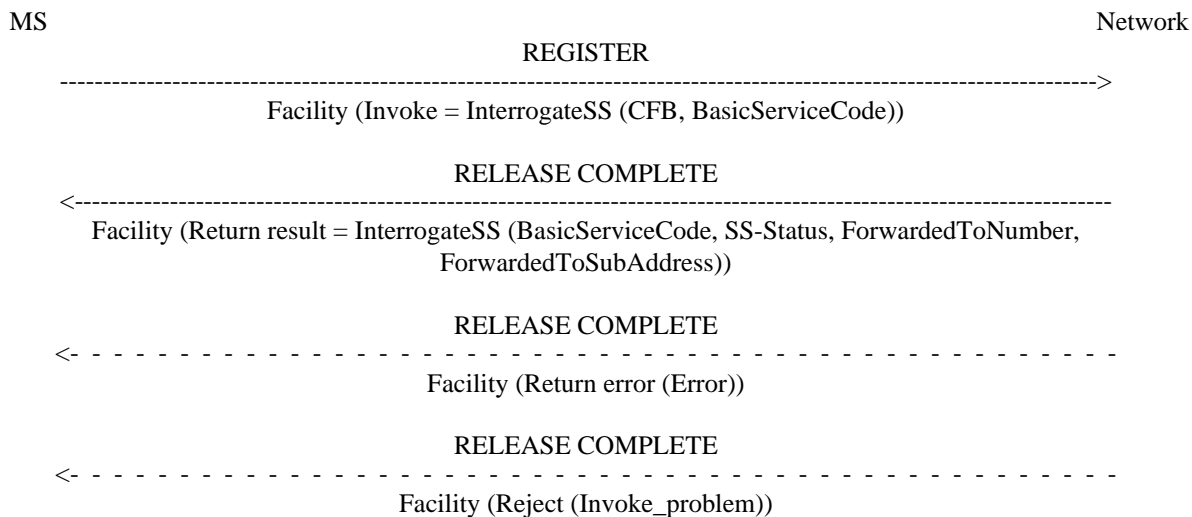 MS Network
REGISTER
Facility (Invoke = InterrogateSS (CFB, BasicServiceCode))
RELEASE COMPLETE
Facility (Return result = InterrogateSS (BasicServiceCode, SS-Status, ForwardedToNumber,
ForwardedToSubAddress))
RELEASE COMPLETE
Facility (Return error (Error))
RELEASE COMPLETE
Facility (Reject (Invoke_problem))